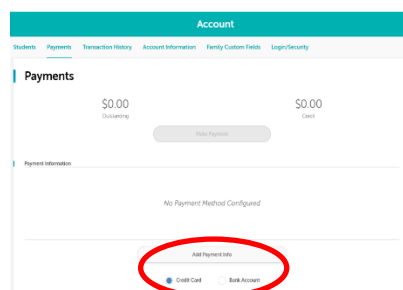 Account
Students Payments Transaction History Account Information Family Custom Fields Login/Security
Payments
$0.00 $0.00
Outstanding Credit
Make Payment
Payment Information
No Payment Method Configured
Add Payment Info
Credit Card Bank Account